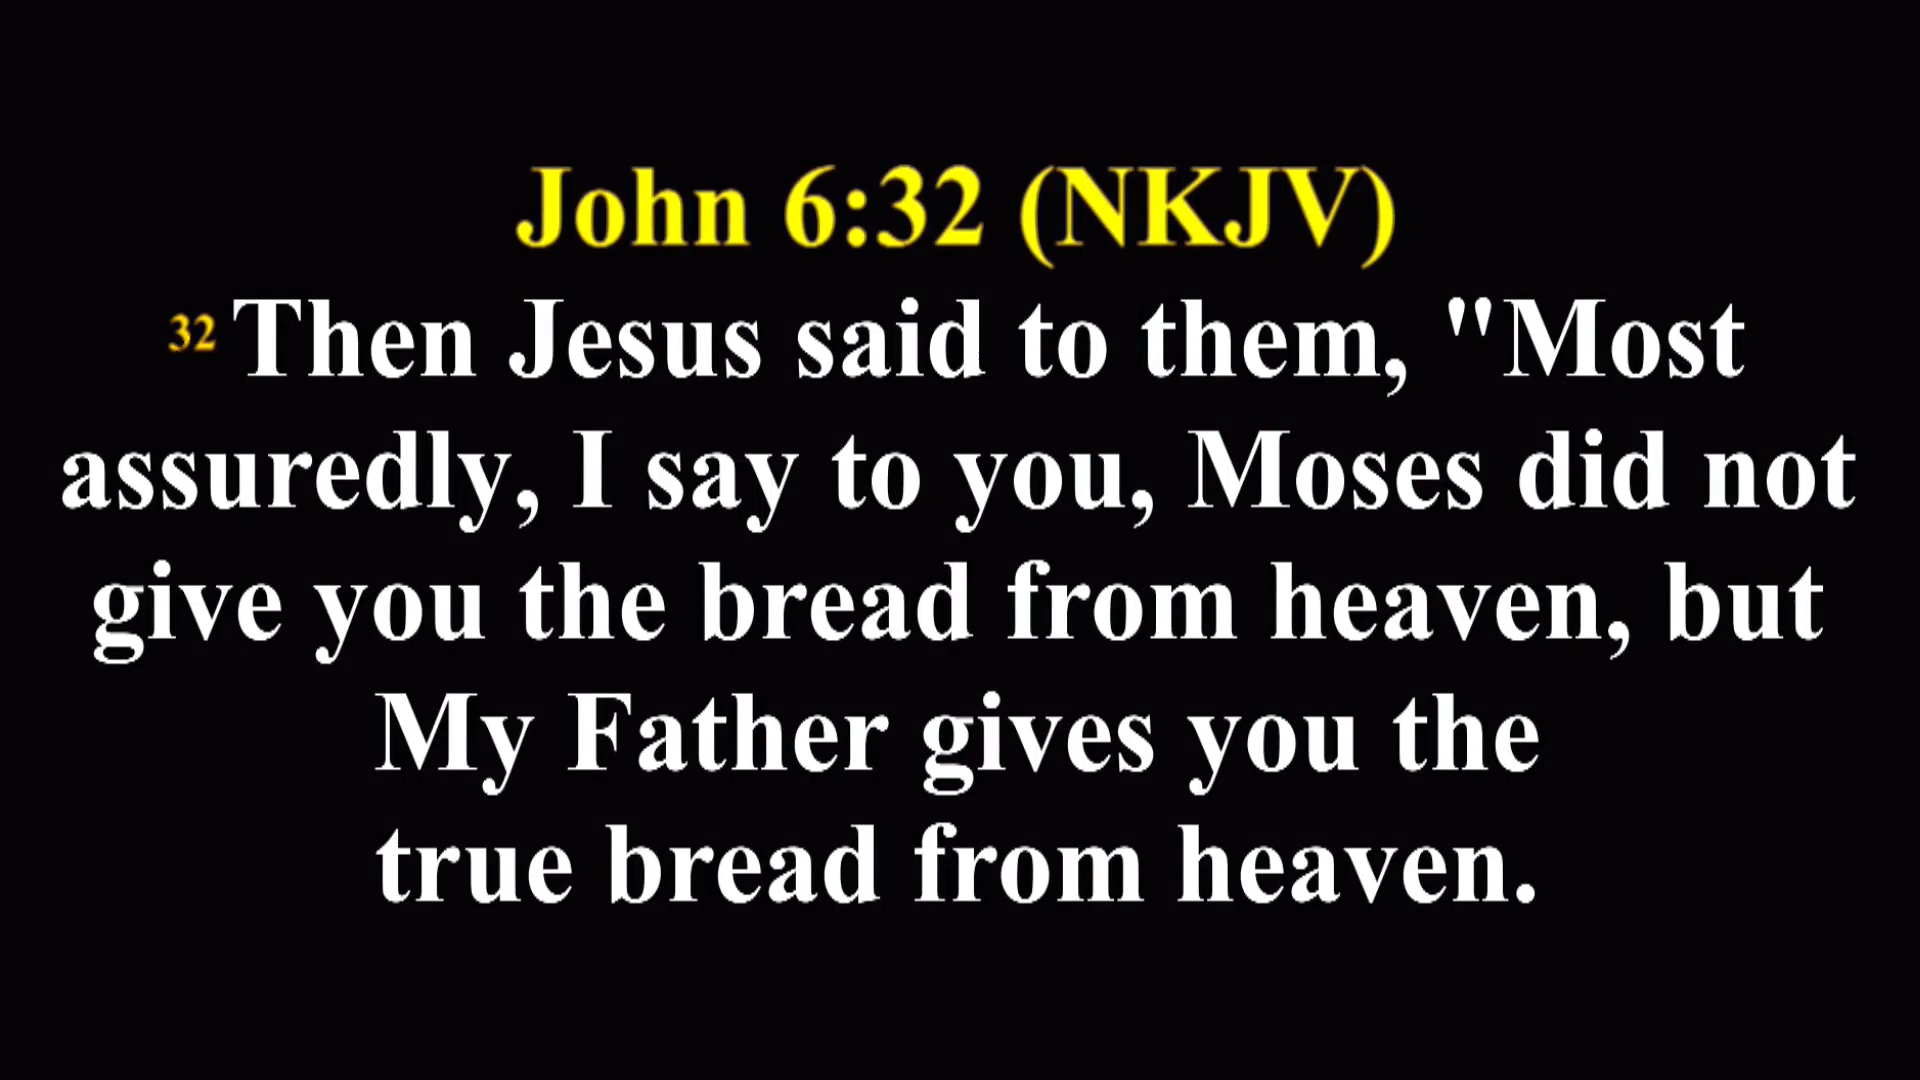 John 6:32 (NKJV)
32 Then Jesus said to them, "Most
assuredly, I say to you, Moses did not
give you the bread from heaven, but
My Father gives you the
true bread from heaven.